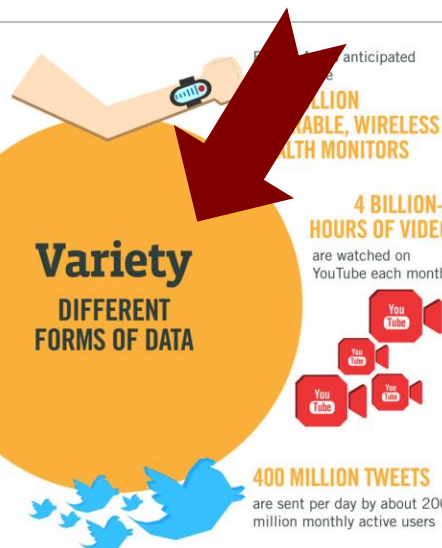 anticipated
WIRELESS
MONITORS
Variety
DIFFERENT
FORMS OF DATA
4 BILLION
HOURS OF VIDEO
are watched on
YouTube each month
You
Tube
You
Tube
You
Tube
You
Tube
400 MILLION TWEETS
are sent per day by about 200
million monthly active users